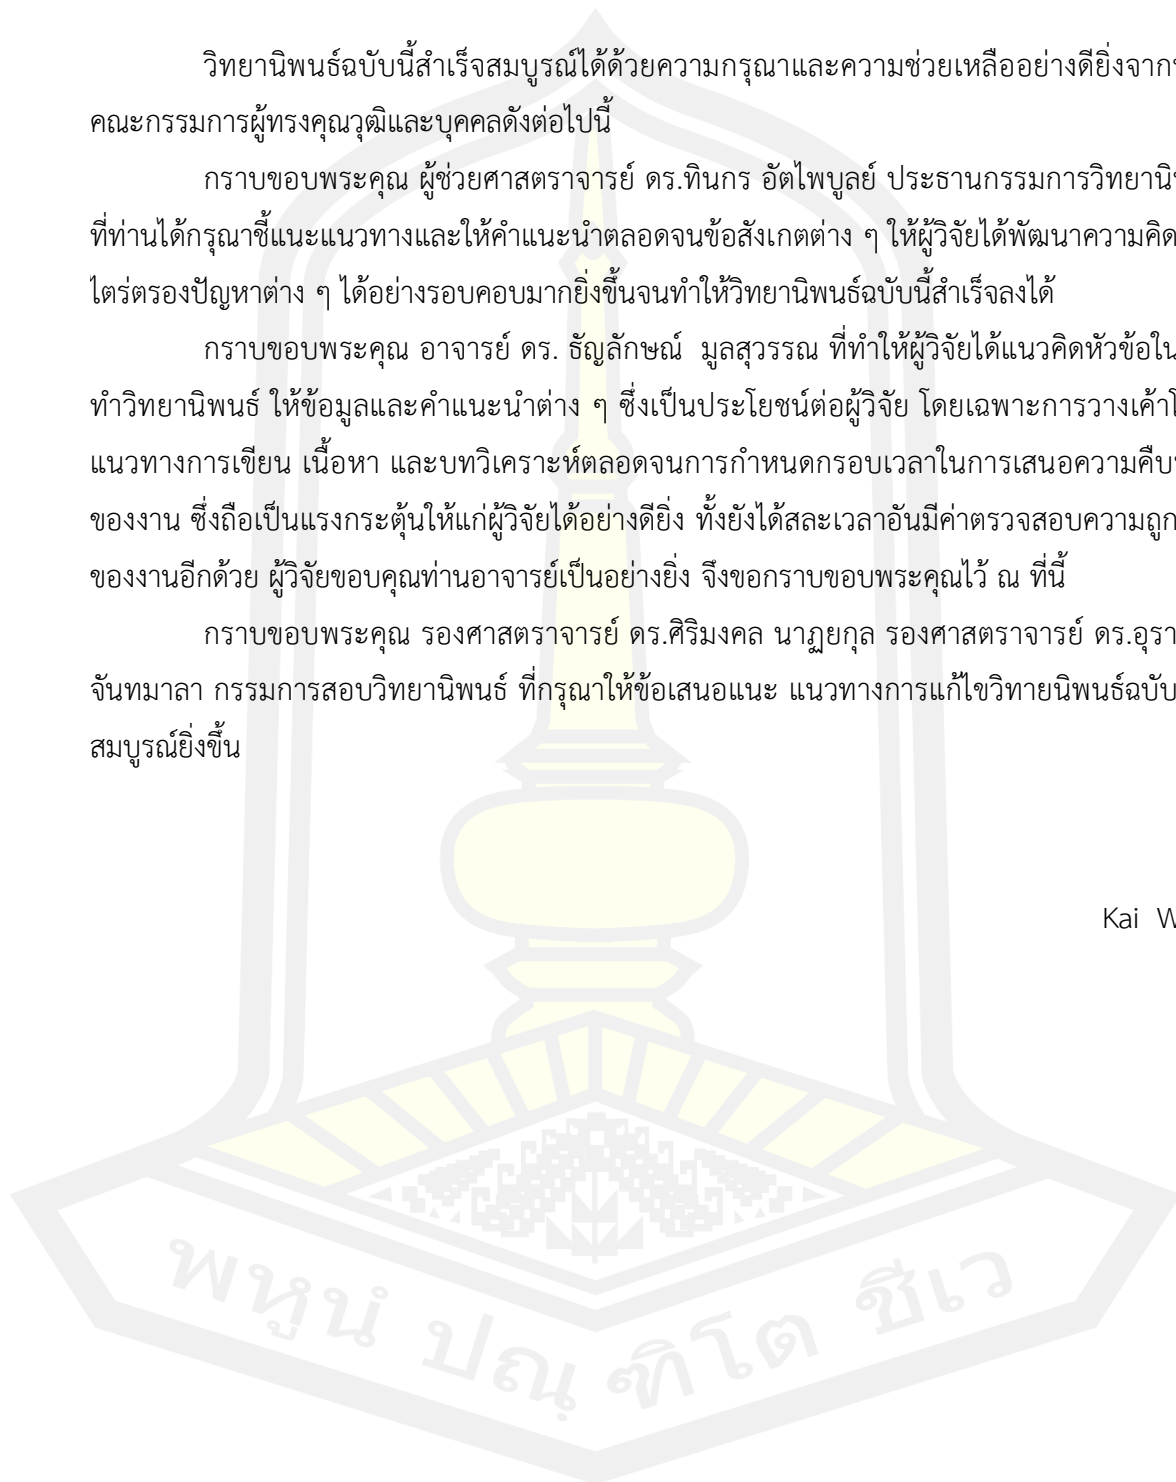 วิทยานิพนธ์ฉบับนี้สำเร็จสมบูรณ์ได้ด้วยความกรุณาและความช่วยเหลืออย่างดียิ่งจาก
คณะกรรมการผู้ทรงคุณวุฒิและบุคคลดังต่อไปนี้
กราบขอบพระคุณ ผู้ช่วยศาสตราจารย์ ดร.ทินกร อัตไพบูลย์ ประธานกรรมการ
ที่ท่านได้กรุณาชี้แนะแนวทางและให้คำแนะนำตลอดจนข้อสังเกตต่าง ๆ ให้ผู้วิจัยได้พัฒนาความคิด
ไตร่ตรองปัญหาต่าง ๆ ได้อย่างรอบคอบมากยิ่งขึ้นจนทำให้วิทยานิพนธ์ฉบับนี้สำเร็จลงได้
กราบขอบพระคุณ อาจารย์ ดร. ธัญลักษณ์ มูลสุวรรณ ที่ทำให้ผู้วิจัยได้แนวคิดหัวข้อใน
ทำวิทยานิพนธ์ ให้ข้อมูลและคำแนะนำต่าง ๆ ซึ่งเป็นประโยชน์ต่อผู้วิจัย โดยเฉพาะการวางเค้า
แนวทางการเขียน เนื้อหา และบทวิเคราะห์ตลอดจนการกำหนดกรอบเวลาในการเสนอความ
ของงาน ซึ่งถือเป็นแรงกระตุ้นให้แก่ผู้วิจัยได้อย่างดียิ่ง ทั้งยังได้สละเวลาอันมีค่าตรวจสอบความถูก
ของงานอีกด้วย ผู้วิจัยขอบคุณท่านอาจารย์เป็นอย่างยิ่ง จึงขอกราบขอบพระคุณไว้ ณ ที่นี้
กราบขอบพระคุณ รองศาสตราจารย์ ดร.ศิริมงคล นาฏยกุล รองศาสตราจารย์ ดร.อุรา
จันทมาลา กรรมการสอบวิทยานิพนธ์ ที่กรุณาให้ข้อเสนอแนะ แนวทางการแก้ไขวิทายนิพนธ์ฉบับ
สมบูรณ์ยิ่งขึ้น
Kai
พหูนํ ปณฺฑิโต ชีเว